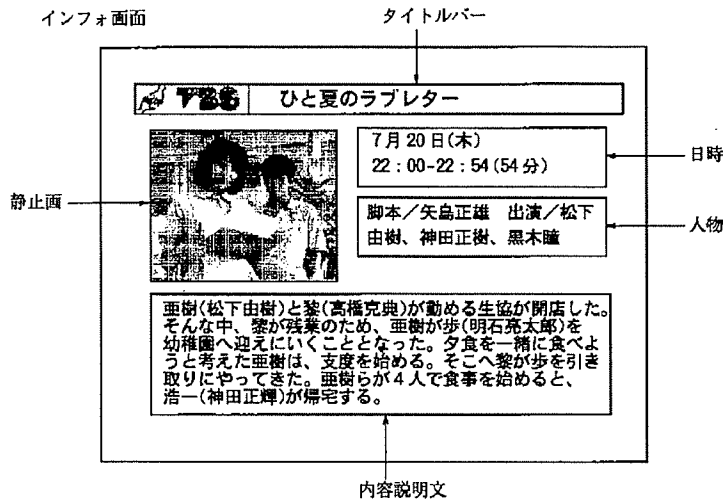 インフォ画面
タイトルバー
TBS
ひと夏のラブレター
7月20日(木)
22:00-22:54(54分)
日時
静止画
脚本／矢島正雄 出演／松下
由樹、神田正樹、黒木瞳
人物
亜樹(松下由樹)と黎(高橋克典)が勤める生協が開店した。
そんな中、黎が残業のため、亜樹が歩(明石亮太郎)を
幼稚園へ迎えにいくこととなった。夕食を一緒に食べよ
うと考えた亜樹は、支度を始める。そこへ黎が歩を引き
取りにやってきた。亜樹らが4人で食事を始めると、
浩一(神田正輝)が帰宅する。
内容説明文